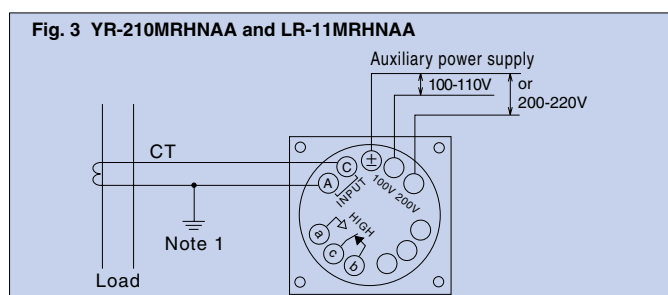 Fig. 3 YR-210MRHNAA and LR-11MRHNAA
Auxiliary power supply
100-110V
or
200-220V
CT
C
±
A
INPUT
100V 200V
HIGH
a
c
b
Note 1
Load